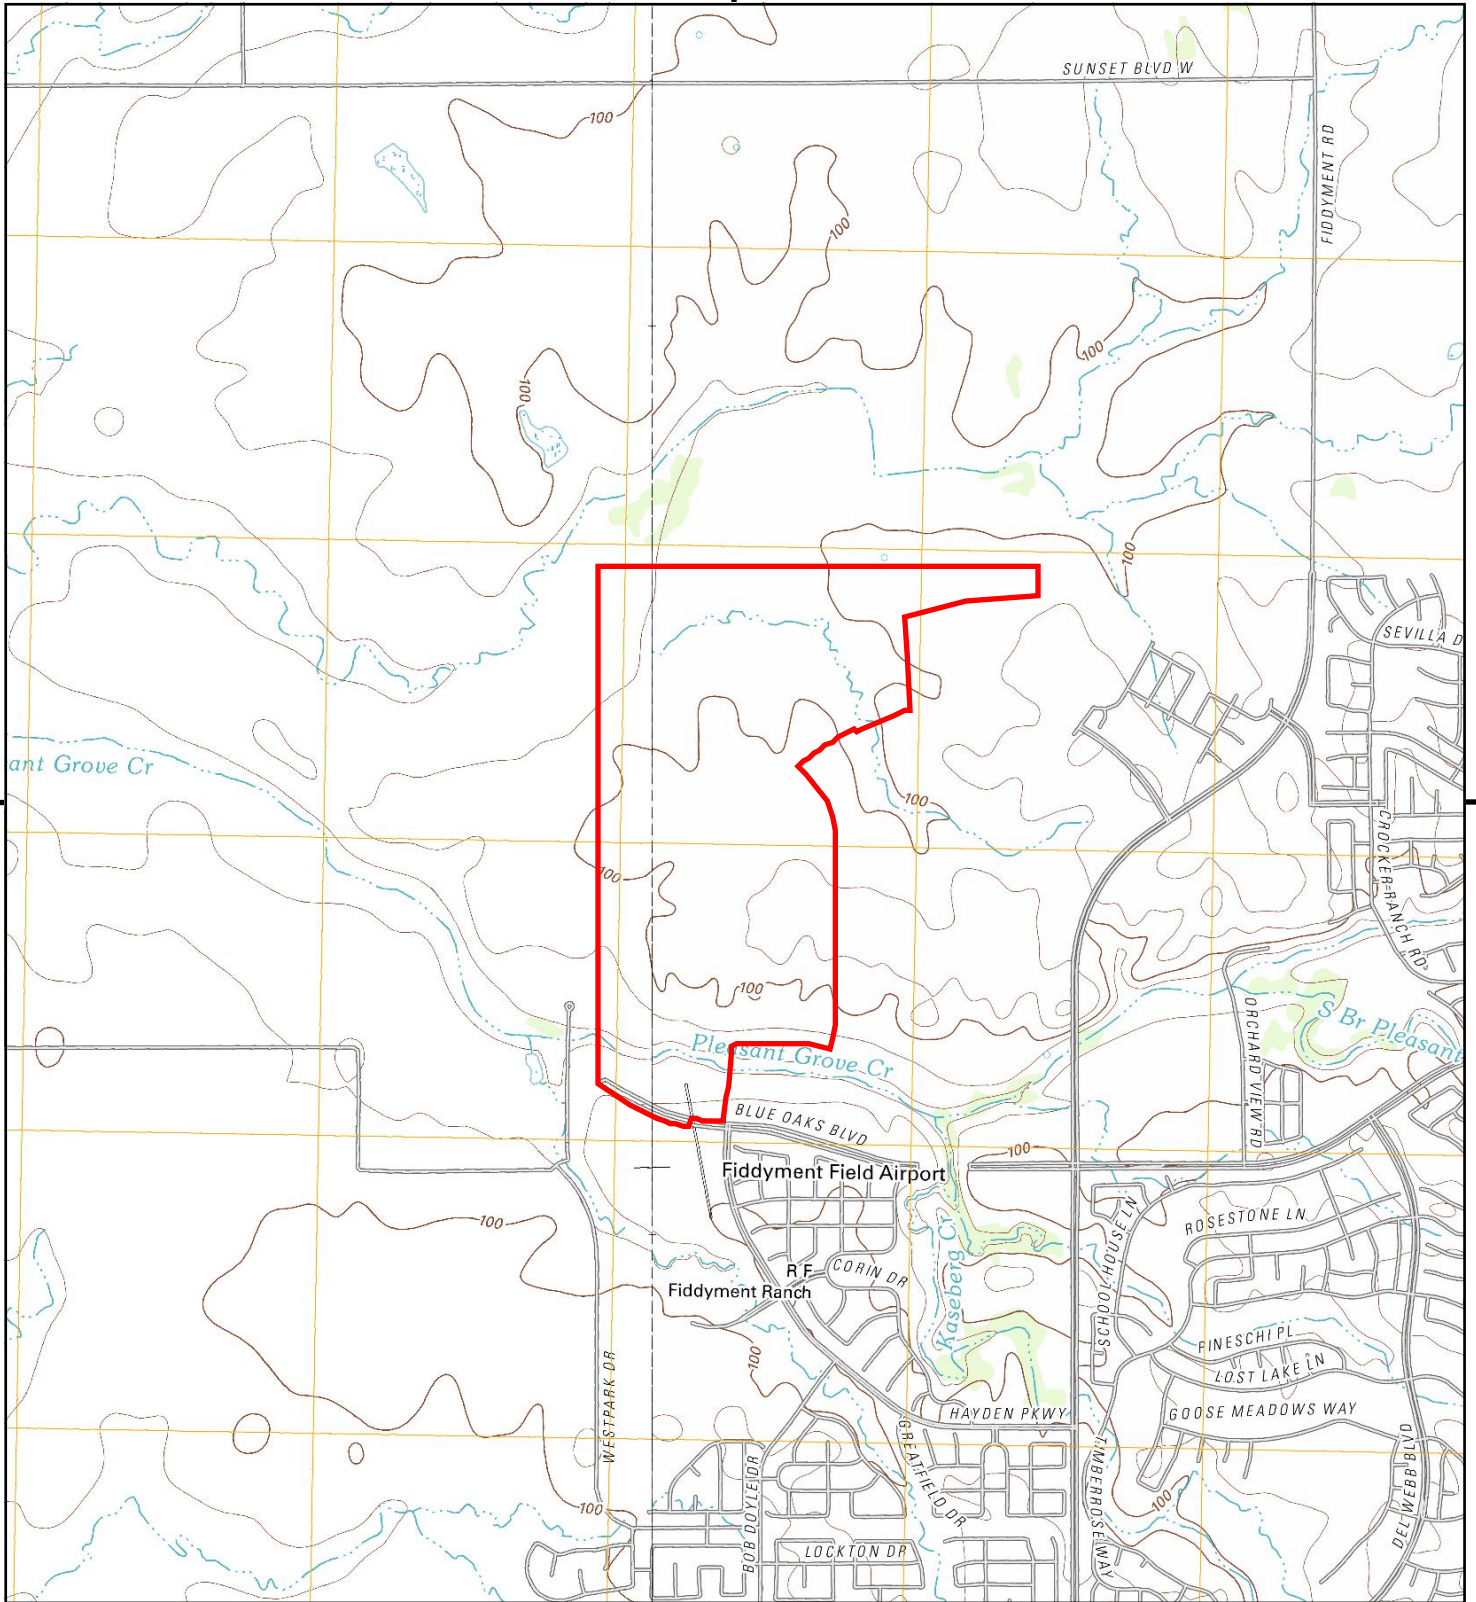 SUNSET BLVD W
100
FIDDYMENT RD
100
100
100
100
SEVILLA D
ant Grove Cr
100
CROCKER RANCH RD
100
100
ORCHARD VIEW RD
S Br Pleasant
Pleasant Grove Cr
BLUE OAKS BLVD
100
Fiddyment Field Airport
100
SCHOOL HOUSE LN
ROSESTONE LN
Kaseberg Cr
R F
Fiddyment Ranch
CORIN DR
100
WESTPARK DR
FINESCHI PL
LOST LAKE LN
HAYDEN PKWY
GOOSE MEADOWS WAY
GREATFIELD DR
TIMBERROSE WAY
DEL WEBB BLVD
BOB DOYLE DR
100
100
LOCKTON DR